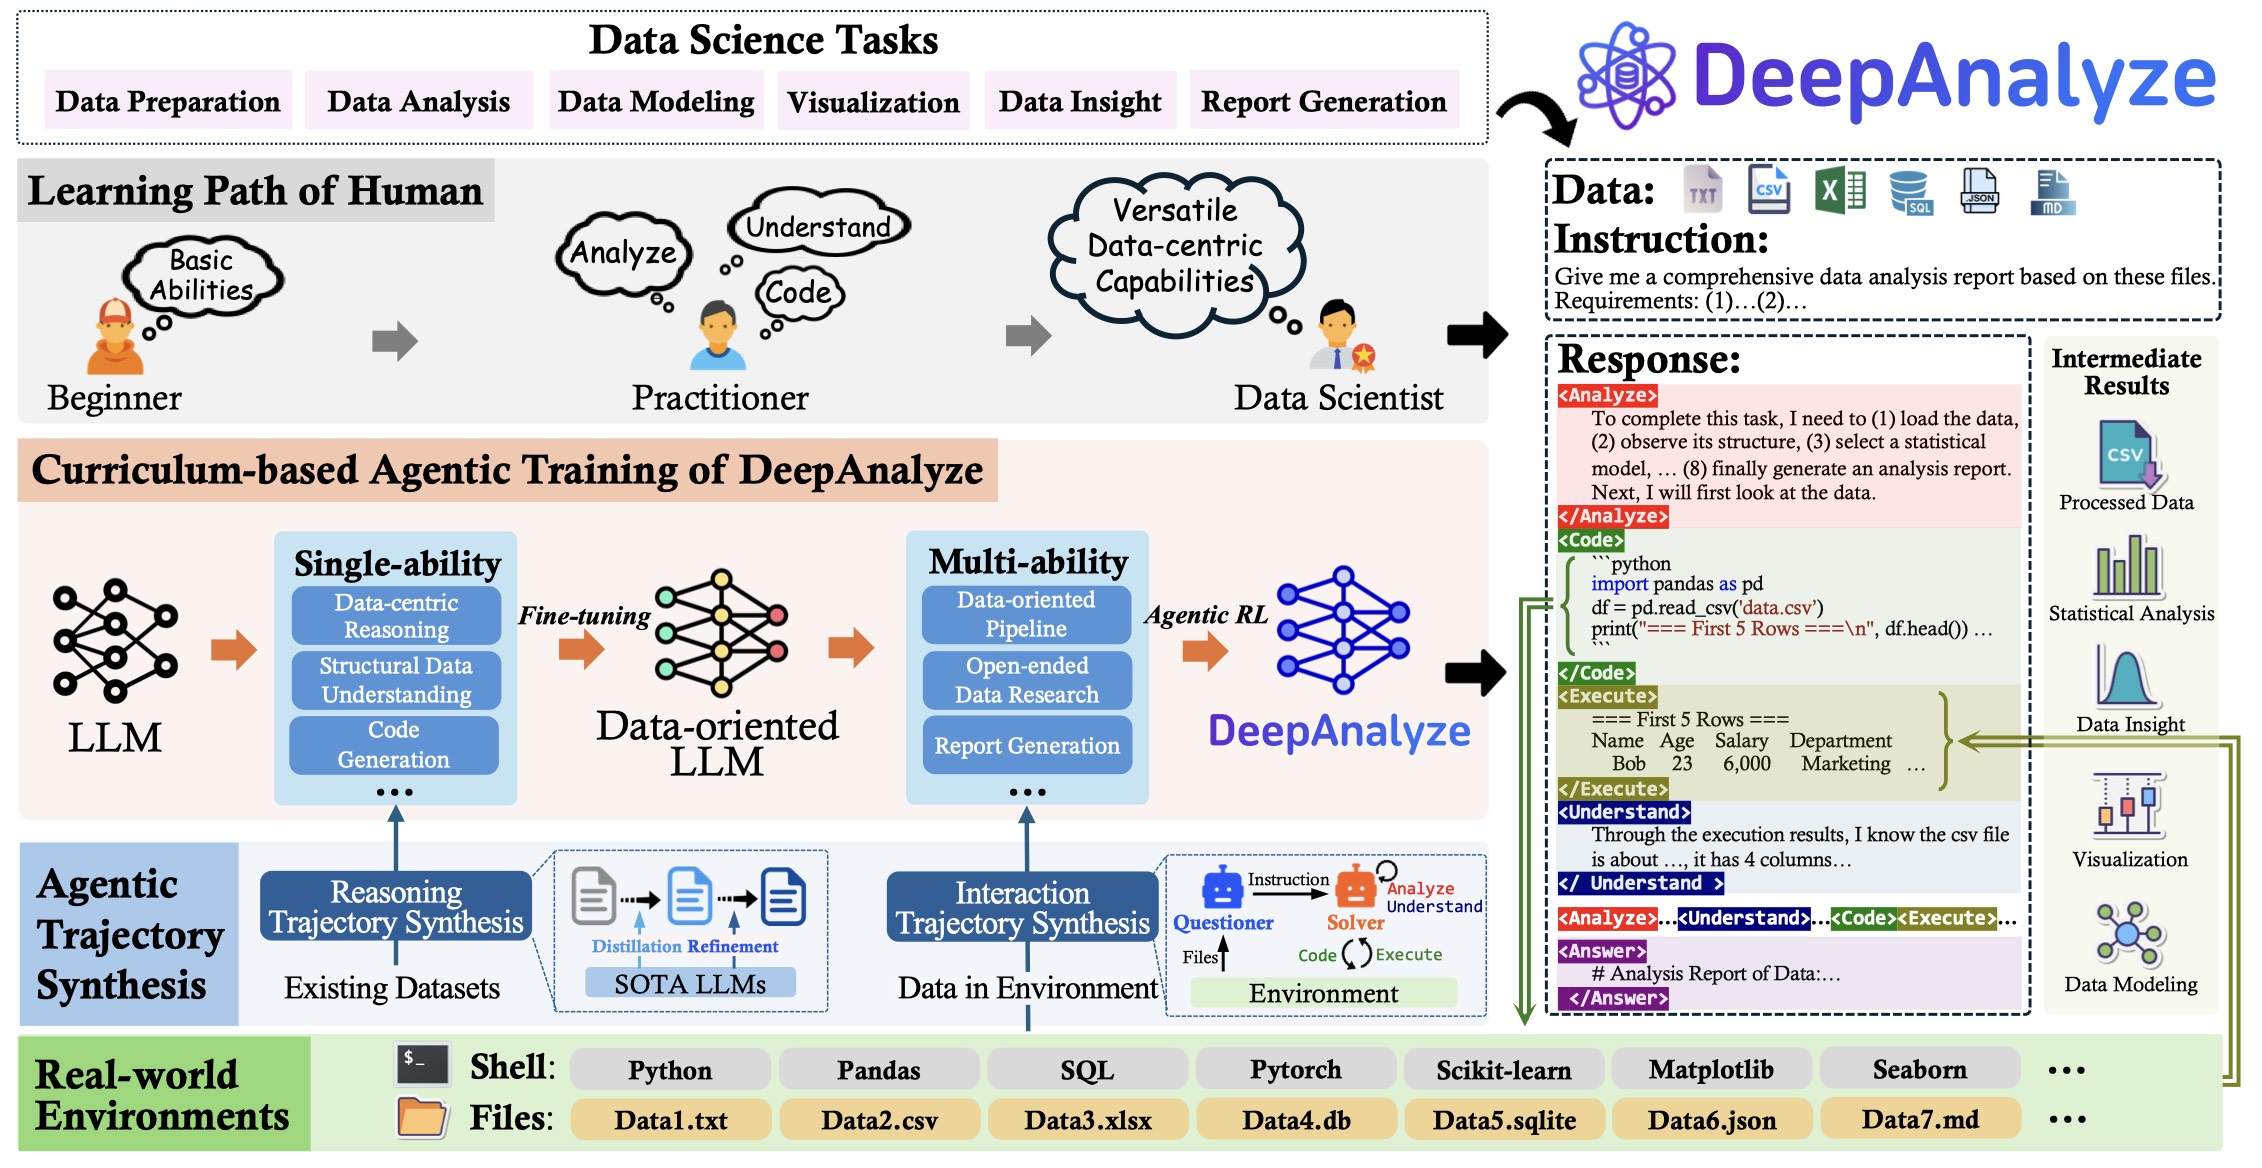 Data Science Tasks
Data Preparation
Data Analysis
Data Modeling
Visualization
Data Insight
Report Generation
DeepAnalyze
Learning Path of Human
Basic
Abilities
Beginner
Analyze
Understand
Code
Practitioner
Versatile
Data-centric
Capabilities
Data Scientist
Curriculum-based Agentic Training of DeepAnalyze
LLM
Single-ability
Data-centric
Reasoning
Structural Data
Understanding
Code
Generation
...
Fine-tuning
Data-oriented
LLM
Multi-ability
Data-oriented
Pipeline
Open-ended
Data Research
Report Generation
...
Agentic RL
DeepAnalyze
Agentic
Trajectory
Synthesis
Reasoning
Trajectory Synthesis
Existing Datasets
Distillation Refinement
SOTA LLMs
Interaction
Trajectory Synthesis
Data in Environment
Questioner
Instruction
Solver
Analyze
Understand
Files
Code
Execute
Environment
Data:
TXT
CSV
X
SQL
.JSON
MD
Instruction:
Give me a comprehensive data analysis report based on these files.
Requirements: (1)...(2)...
Response:
<Analyze>
To complete this task, I need to (1) load the data,
(2) observe its structure, (3) select a statistical
model, ... (8) finally generate an analysis report.
Next, I will first look at the data.
</Analyze>
<Code>
```python
import pandas as pd
df = pd.read_csv('data.csv')
print("=== First 5 Rows ===\n", df.head()) ...
```
</Code>
<Execute>
=== First 5 Rows ===
Name Age Salary Department
Bob 23 6,000 Marketing ...
</Execute>
<Understand>
Through the execution results, I know the csv file
is about ..., it has 4 columns...
</ Understand >
<Analyze>...<Understand>...<Code><Execute>...
<Answer>
# Analysis Report of Data:...
</Answer>
Intermediate
Results
CSV
Processed Data
Statistical Analysis
Data Insight
Visualization
Data Modeling
Real-world
Environments
$_
Shell:
Python
Pandas
SQL
Pytorch
Scikit-learn
Matplotlib
Seaborn
...
Files:
Data1.txt
Data2.csv
Data3.xlsx
Data4.db
Data5.sqlite
Data6.json
Data7.md
...